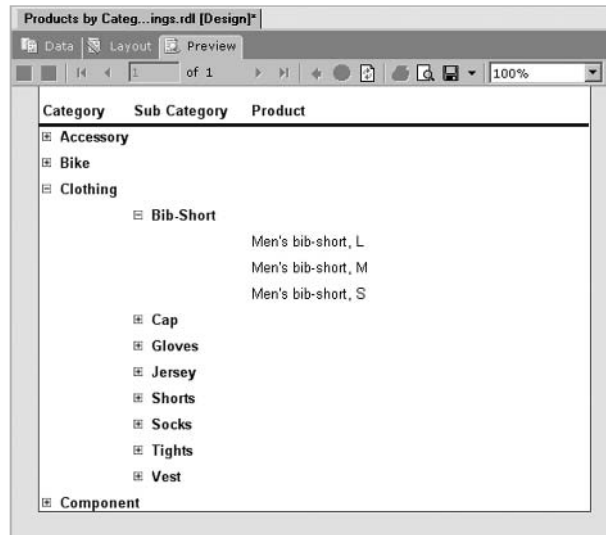 Products by Categ...ings.rdl [Design]*
Data Layout Preview
1 of 1 100%
Category Sub Category Product
Accessory
Bike
Clothing
Bib-Short
Men's bib-short, L
Men's bib-short, M
Men's bib-short, S
Cap
Gloves
Jersey
Shorts
Socks
Tights
Vest
Component